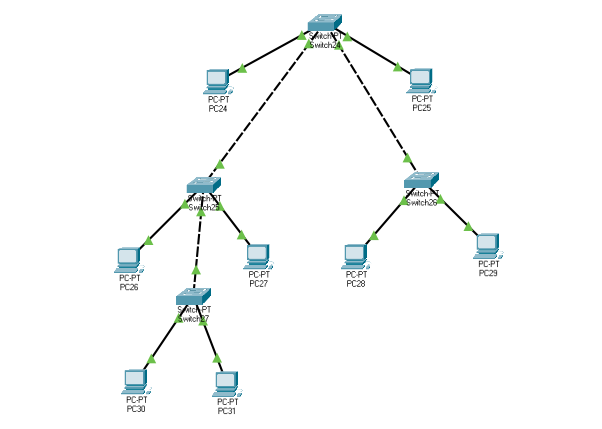 Switch-PT
Switch24
PC-PT
PC24
PC-PT
PC25
Switch-PT
Switch25
Switch-PT
Switch26
PC-PT
PC26
PC-PT
PC27
PC-PT
PC28
PC-PT
PC29
Switch-PT
Switch27
PC-PT
PC30
PC-PT
PC31